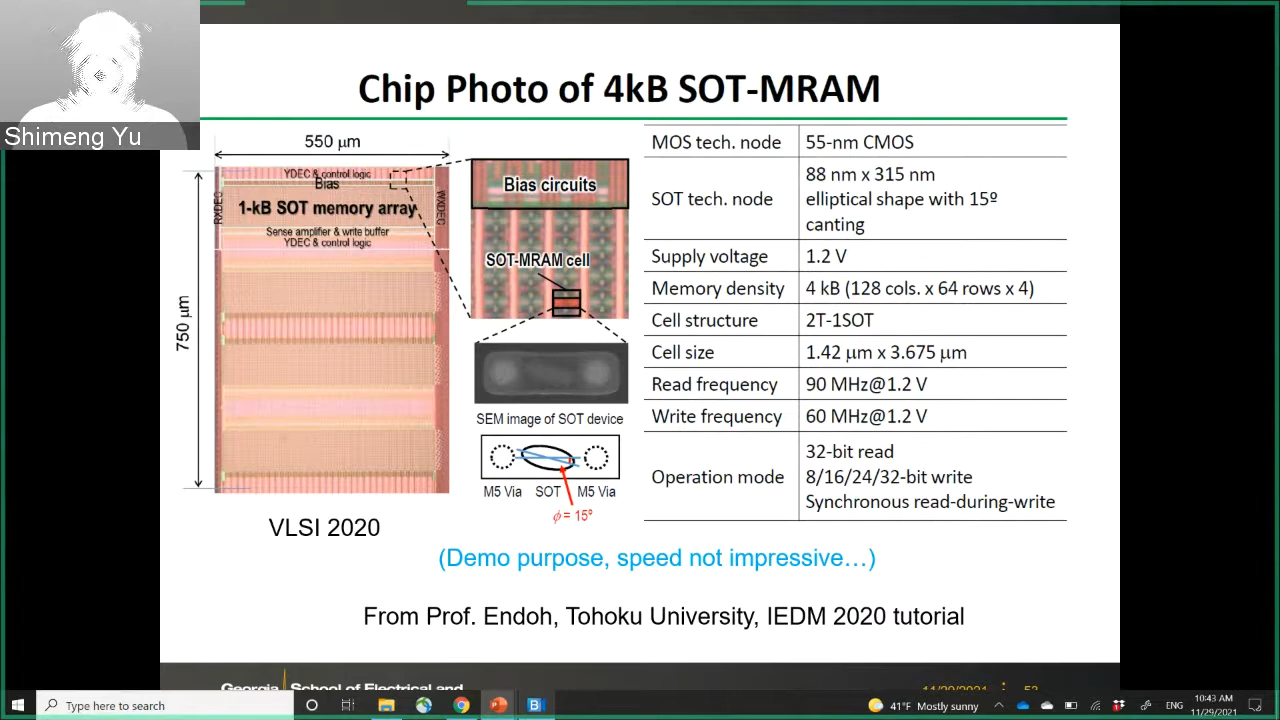 Shimeng Yu
Chip Photo of 4kB SOT-MRAM
550 μm
750 μm
YDEC & control logic
Bias
RXDEC
WXDEC
1-kB SOT memory array
Sense amplifier & write buffer
YDEC & control logic
Bias circuits
SOT-MRAM cell
SEM image of SOT device
M5 Via SOT M5 Via
ϕ = 15º
VLSI 2020
MOS tech. node 55-nm CMOS
SOT tech. node 88 nm x 315 nm
elliptical shape with 15º
canting
Supply voltage 1.2 V
Memory density 4 kB (128 cols. x 64 rows x 4)
Cell structure 2T-1SOT
Cell size 1.42 μm x 3.675 μm
Read frequency 90 MHz@1.2 V
Write frequency 60 MHz@1.2 V
Operation mode 32-bit read
8/16/24/32-bit write
Synchronous read-during-write
(Demo purpose, speed not impressive…)
From Prof. Endoh, Tohoku University, IEDM 2020 tutorial
Georgia School of Electrical and
11/29/2021 53
Type here to search
41°F Mostly sunny
ENG
10:43 AM
11/29/2021